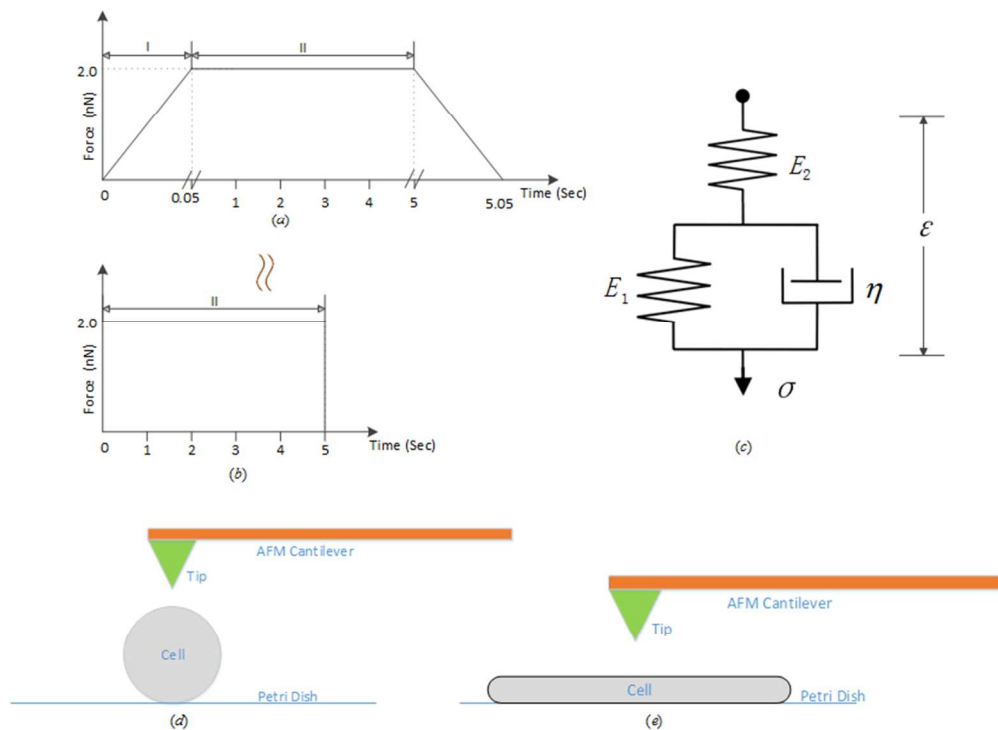 I
II
2.0
Force (nN)
0
0.05
1
2
3
4
5
5.05
Time (Sec)
(a)
II
2.0
Force (nN)
0
1
2
3
4
5
Time (Sec)
(b)
E2
E1
η
ε
σ
(c)
AFM Cantilever
Tip
Cell
Petri Dish
(d)
AFM Cantilever
Tip
Cell
Petri Dish
(e)